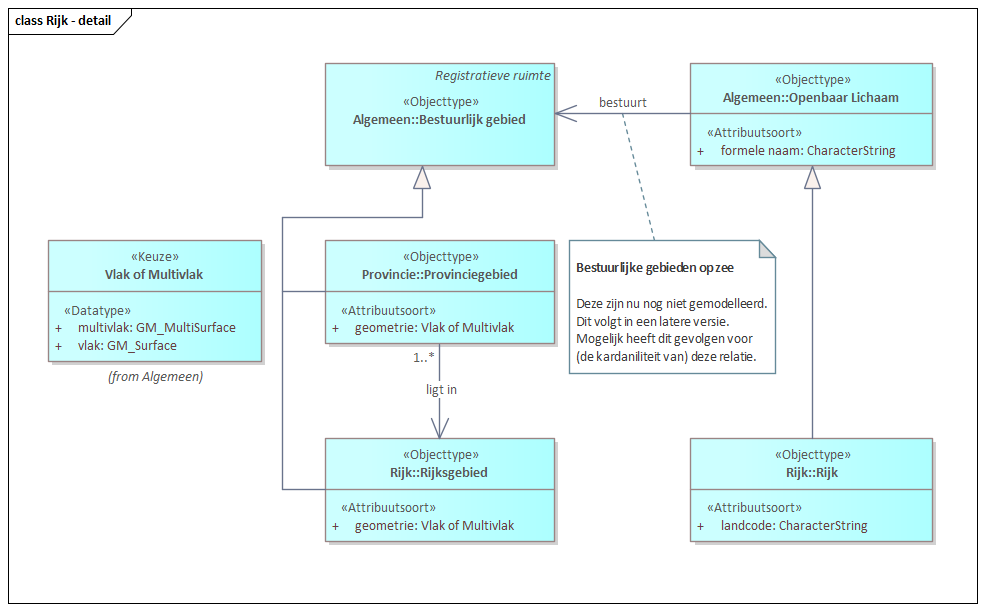 class Rijk - detail
Registratieve ruimte
«Objecttype»
Algemeen::Bestuurlijk gebied
bestuurt
«Objecttype»
Algemeen::Openbaar Lichaam
«Attribuutsoort»
+ formele naam: CharacterString
«Keuze»
Vlak of Multivlak
«Datatype»
+ multivlak: GM_MultiSurface
+ vlak: GM_Surface
(from Algemeen)
«Objecttype»
Provincie::Provinciegebied
«Attribuutsoort»
+ geometrie: Vlak of Multivlak
1..*
ligt in
Bestuurlijke gebieden op zee
Deze zijn nu nog niet gemodelleerd.
Dit volgt in een latere versie.
Mogelijk heeft dit gevolgen voor
(de kardaniliteit van) deze relatie.
«Objecttype»
Rijk::Rijksgebied
«Attribuutsoort»
+ geometrie: Vlak of Multivlak
«Objecttype»
Rijk::Rijk
«Attribuutsoort»
+ landcode: CharacterString